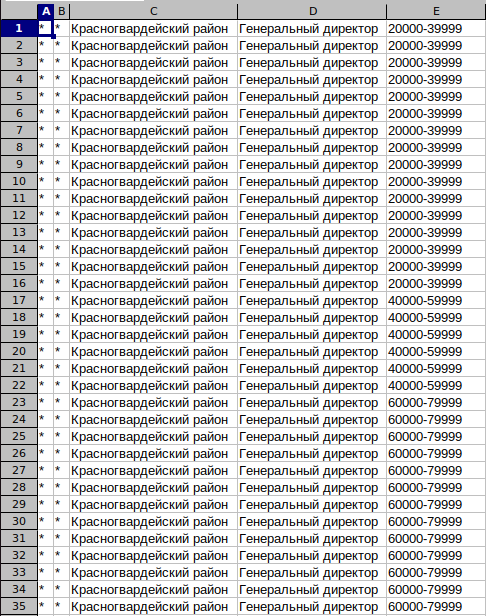 A B C D E
1 * * Красногвардейский район Генеральный директор 20000-39999
2 * * Красногвардейский район Генеральный директор 20000-39999
3 * * Красногвардейский район Генеральный директор 20000-39999
4 * * Красногвардейский район Генеральный директор 20000-39999
5 * * Красногвардейский район Генеральный директор 20000-39999
6 * * Красногвардейский район Генеральный директор 20000-39999
7 * * Красногвардейский район Генеральный директор 20000-39999
8 * * Красногвардейский район Генеральный директор 20000-39999
9 * * Красногвардейский район Генеральный директор 20000-39999
10 * * Красногвардейский район Генеральный директор 20000-39999
11 * * Красногвардейский район Генеральный директор 20000-39999
12 * * Красногвардейский район Генеральный директор 20000-39999
13 * * Красногвардейский район Генеральный директор 20000-39999
14 * * Красногвардейский район Генеральный директор 20000-39999
15 * * Красногвардейский район Генеральный директор 20000-39999
16 * * Красногвардейский район Генеральный директор 20000-39999
17 * * Красногвардейский район Генеральный директор 40000-59999
18 * * Красногвардейский район Генеральный директор 40000-59999
19 * * Красногвардейский район Генеральный директор 40000-59999
20 * * Красногвардейский район Генеральный директор 40000-59999
21 * * Красногвардейский район Генеральный директор 40000-59999
22 * * Красногвардейский район Генеральный директор 40000-59999
23 * * Красногвардейский район Генеральный директор 60000-79999
24 * * Красногвардейский район Генеральный директор 60000-79999
25 * * Красногвардейский район Генеральный директор 60000-79999
26 * * Красногвардейский район Генеральный директор 60000-79999
27 * * Красногвардейский район Генеральный директор 60000-79999
28 * * Красногвардейский район Генеральный директор 60000-79999
29 * * Красногвардейский район Генеральный директор 60000-79999
30 * * Красногвардейский район Генеральный директор 60000-79999
31 * * Красногвардейский район Генеральный директор 60000-79999
32 * * Красногвардейский район Генеральный директор 60000-79999
33 * * Красногвардейский район Генеральный директор 60000-79999
34 * * Красногвардейский район Генеральный директор 60000-79999
35 * * Красногвардейский район Генеральный директор 60000-79999